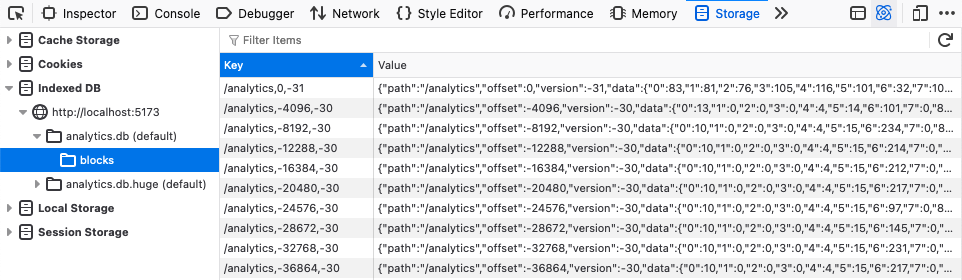 Inspector Console Debugger Network Style Editor Performance Memory Storage
Cache Storage
Cookies
Indexed DB
http://localhost:5173
analytics.db (default)
blocks
analytics.db.huge (default)
Local Storage
Session Storage
Filter Items
Key Value
/analytics,0,-31 {"path":"/analytics","offset":0,"version":-31,"data":{"0":83,"1":81,"2":76,"3":105,"4":116,"5":101,"6":32,"7":10...
/analytics,-4096,-30 {"path":"/analytics","offset":-4096,"version":-30,"data":{"0":13,"1":0,"2":0,"3":0,"4":4,"5":14,"6":101,"7":0,"8...
/analytics,-8192,-30 {"path":"/analytics","offset":-8192,"version":-30,"data":{"0":10,"1":0,"2":0,"3":0,"4":4,"5":15,"6":234,"7":0,"8...
/analytics,-12288,-30 {"path":"/analytics","offset":-12288,"version":-30,"data":{"0":10,"1":0,"2":0,"3":0,"4":4,"5":15,"6":214,"7":0,...
/analytics,-16384,-30 {"path":"/analytics","offset":-16384,"version":-30,"data":{"0":10,"1":0,"2":0,"3":0,"4":4,"5":15,"6":212,"7":0,...
/analytics,-20480,-30 {"path":"/analytics","offset":-20480,"version":-30,"data":{"0":10,"1":0,"2":0,"3":0,"4":4,"5":15,"6":217,"7":0,...
/analytics,-24576,-30 {"path":"/analytics","offset":-24576,"version":-30,"data":{"0":10,"1":0,"2":0,"3":0,"4":4,"5":15,"6":97,"7":0,"8...
/analytics,-28672,-30 {"path":"/analytics","offset":-28672,"version":-30,"data":{"0":10,"1":0,"2":0,"3":0,"4":4,"5":15,"6":145,"7":0,...
/analytics,-32768,-30 {"path":"/analytics","offset":-32768,"version":-30,"data":{"0":10,"1":0,"2":0,"3":0,"4":4,"5":15,"6":231,"7":0,...
/analytics,-36864,-30 {"path":"/analytics","offset":-36864,"version":-30,"data":{"0":10,"1":0,"2":0,"3":0,"4":4,"5":15,"6":217,"7":0,...